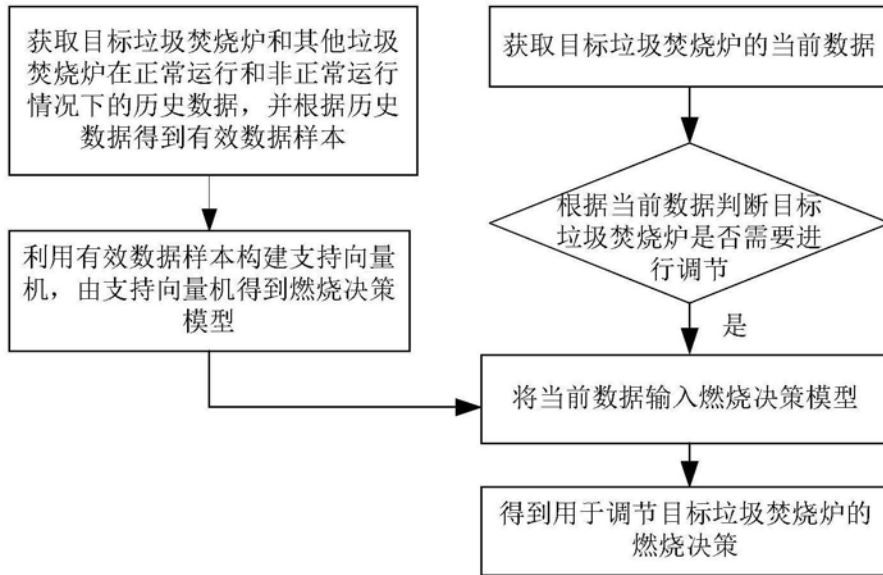 获取目标垃圾焚烧炉和其他垃圾
焚烧炉在正常运行和非正常运行
情况下的历史数据，并根据历史
数据得到有效数据样本
利用有效数据样本构建支持向量
机，由支持向量机得到燃烧决策
模型
获取目标垃圾焚烧炉的当前数据
根据当前数据判断目标
垃圾焚烧炉是否需要进
行调节
是
将当前数据输入燃烧决策模型
得到用于调节目标垃圾焚烧炉的
燃烧决策